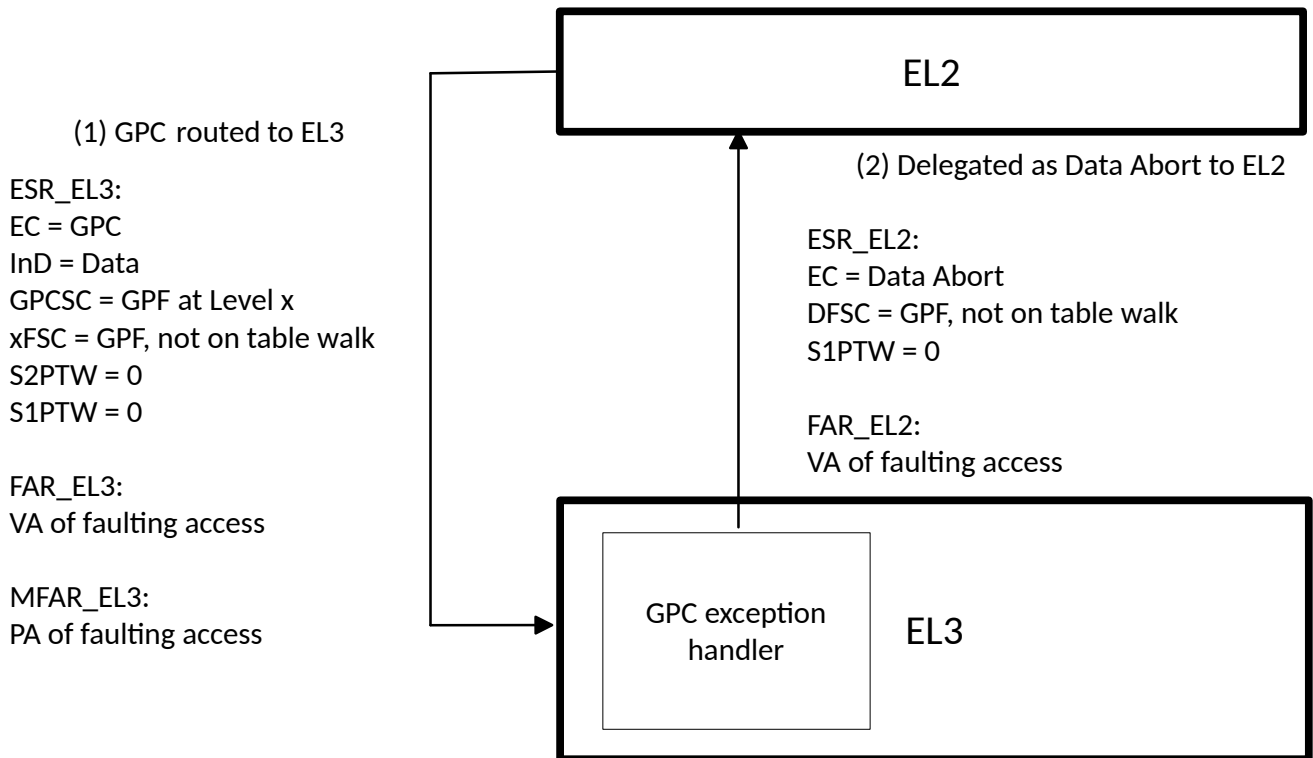 EL2
(1) GPC routed to EL3
ESR_EL3:
EC = GPC
InD = Data
GPCSC = GPF at Level x
xFSC = GPF, not on table walk
S2PTW = 0
S1PTW = 0
FAR_EL3:
VA of faulting access
MFAR_EL3:
PA of faulting access
(2) Delegated as Data Abort to EL2
ESR_EL2:
EC = Data Abort
DFSC = GPF, not on table walk
S1PTW = 0
FAR_EL2:
VA of faulting access
GPC exception
handler
EL3